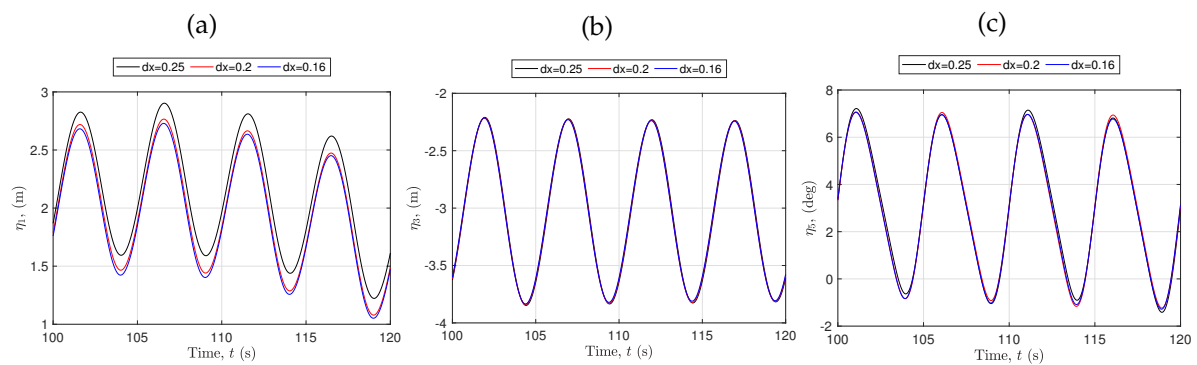 (a)
dx=0.25 dx=0.2 dx=0.16
3
2.5
2
1.5
1
η₁, (m)
100 105 110 115 120
Time, t (s)
(b)
dx=0.25 dx=0.2 dx=0.16
-2
-2.5
-3
-3.5
-4
η₃, (m)
100 105 110 115 120
Time, t (s)
(c)
dx=0.25 dx=0.2 dx=0.16
8
6
4
2
0
-2
η₅, (deg)
100 105 110 115 120
Time, t (s)